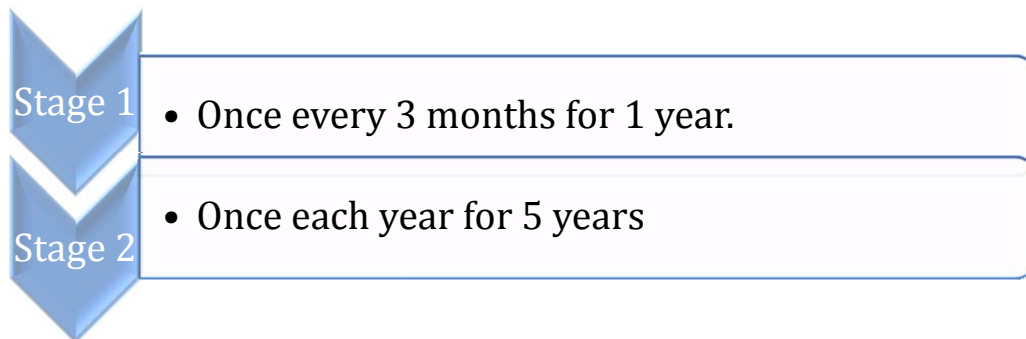 Stage 1
• Once every 3 months for 1 year.
Stage 2
• Once each year for 5 years